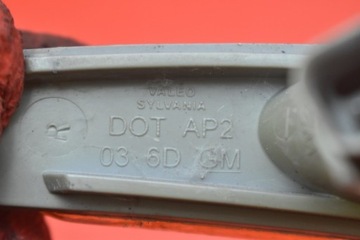 VALEO
SYLVANIA
R
DOT AP2
03 6D GM